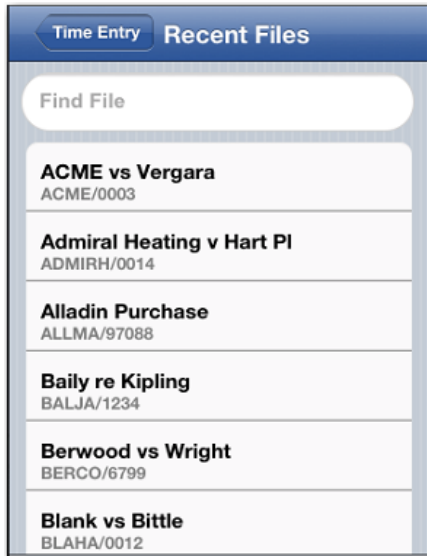 Time Entry
Recent Files
Find File
ACME vs Vergara
ACME/0003
Admiral Heating v Hart Pl
ADMIRH/0014
Alladin Purchase
ALLMA/97088
Baily re Kipling
BALJA/1234
Berwood vs Wright
BERCO/6799
Blank vs Bittle
BLAHA/0012